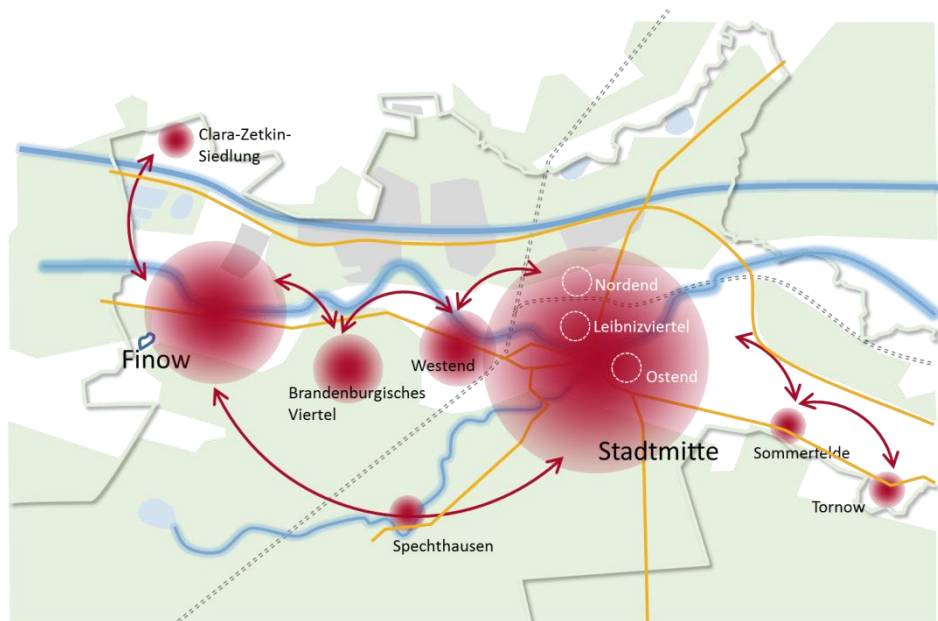 Clara-Zetkin-
Siedlung
Nordend
Leibnizviertel
Finow
Westend
Ostend
Brandenburgisches
Viertel
Stadtmitte
Sommerfelde
Tornow
Spechthausen